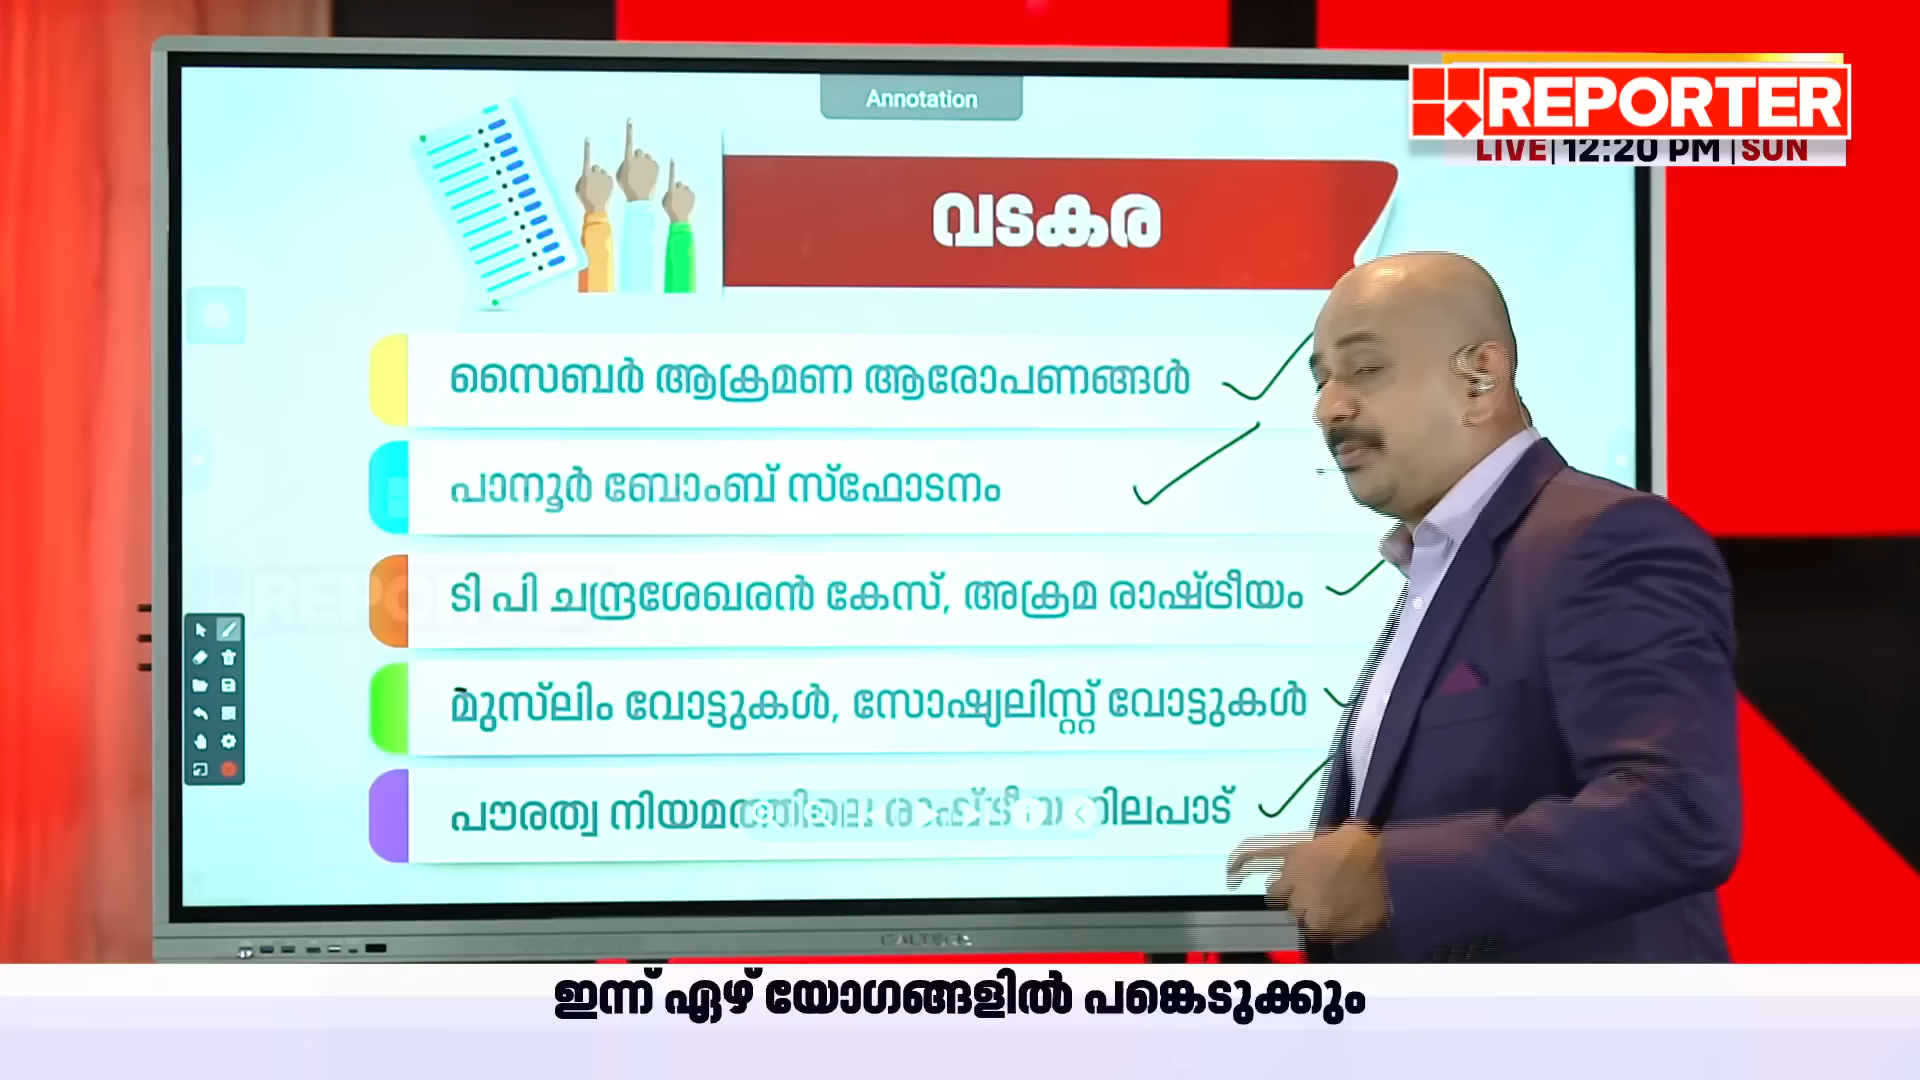 Annotation
REPORTER
LIVE | 12:20 PM | SUN
വടകര
സൈബർ ആക്രമണ ആരോപണങ്ങൾ
പാനൂർ ബോംബ് സ്ഫോടനം
ടി പി ചന്ദ്രശേഖരൻ കേസ്, അക്രമ രാഷ്ട്രീയം
മുസ്‌ലിം വോട്ടുകൾ, സോഷ്യലിസ്റ്റ് വോട്ടുകൾ
പൗരത്വ നിയമത്തിലെ രാഷ്ട്രീയ നിലപാട്
ഇന്ന് ഏഴ് യോഗങ്ങളിൽ പങ്കെടുക്കും